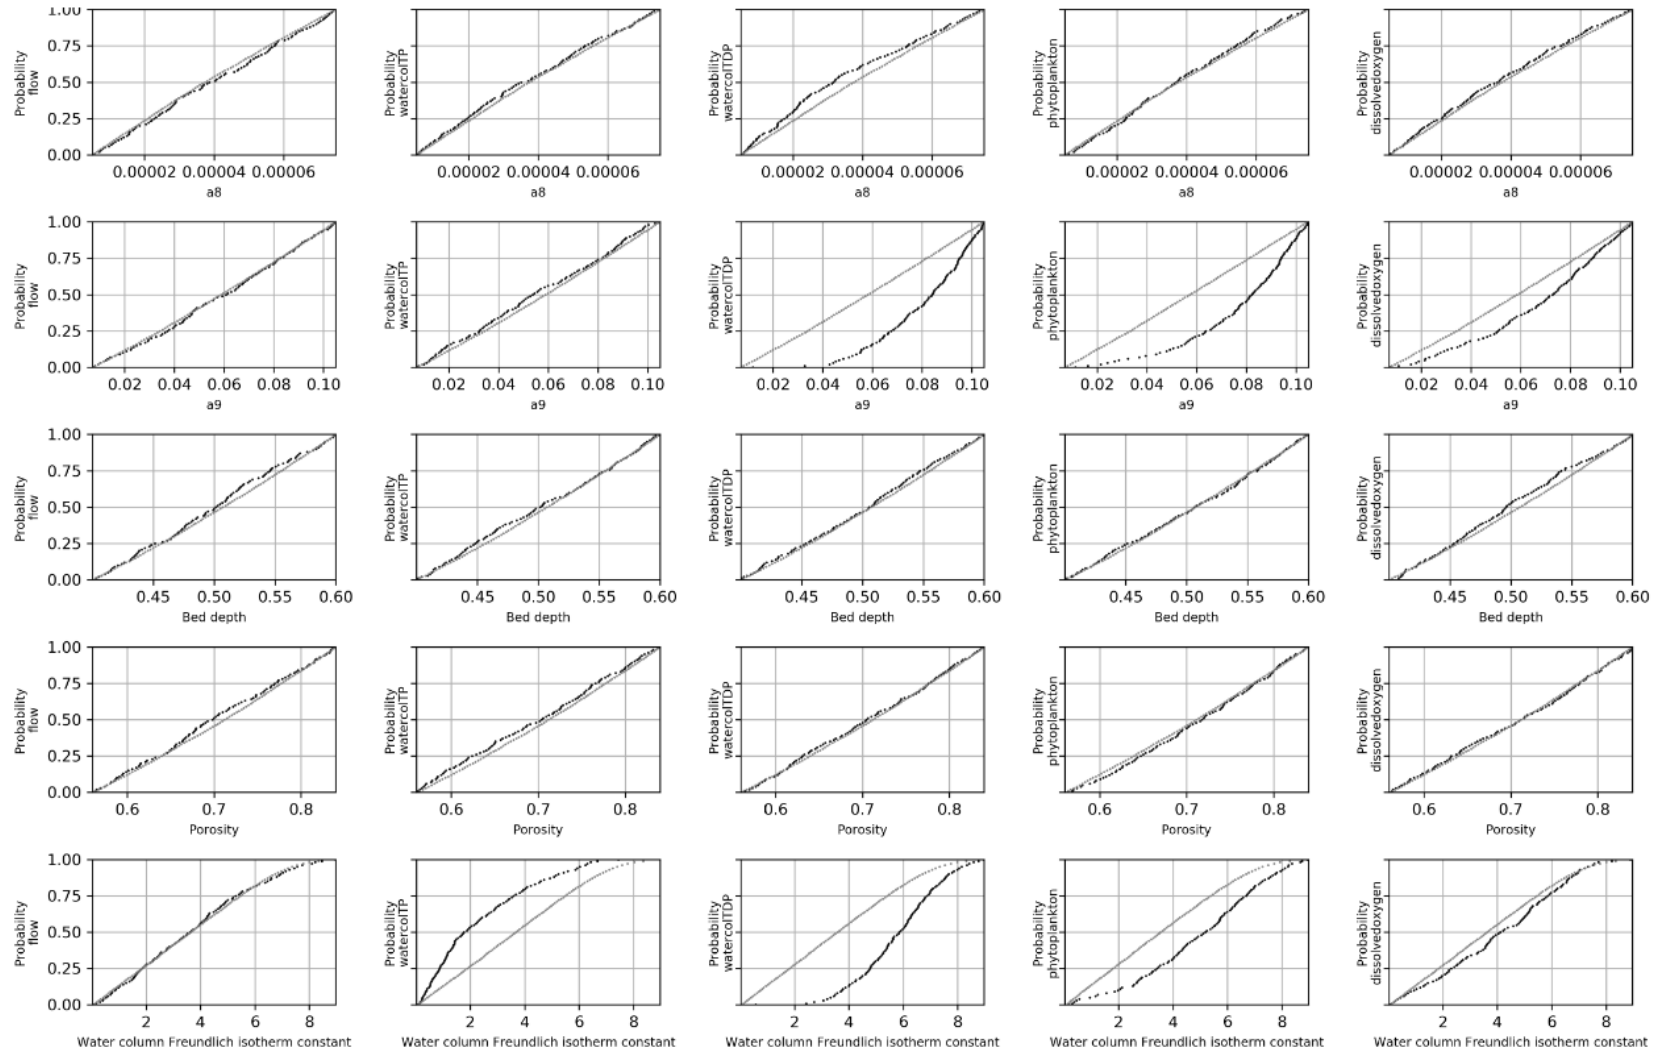 1.00
0.75
0.50
0.25
0.00
Probability
flow
Probability
watercolTP
Probability
watercolTDP
Probability
phytoplankton
Probability
dissolvedoxygen
0.00002 0.00004 0.00006
0.00002 0.00004 0.00006
0.00002 0.00004 0.00006
0.00002 0.00004 0.00006
0.00002 0.00004 0.00006
a8 a8 a8 a8 a8
1.00
0.75
0.50
0.25
0.00
Probability
flow
Probability
watercolTP
Probability
watercolTDP
Probability
phytoplankton
Probability
dissolvedoxygen
0.02 0.04 0.06 0.08 0.10
0.02 0.04 0.06 0.08 0.10
0.02 0.04 0.06 0.08 0.10
0.02 0.04 0.06 0.08 0.10
0.02 0.04 0.06 0.08 0.10
a9 a9 a9 a9 a9
1.00
0.75
0.50
0.25
0.00
Probability
flow
Probability
watercolTP
Probability
watercolTDP
Probability
phytoplankton
Probability
dissolvedoxygen
0.45 0.50 0.55 0.60
0.45 0.50 0.55 0.60
0.45 0.50 0.55 0.60
0.45 0.50 0.55 0.60
0.45 0.50 0.55 0.60
Bed depth Bed depth Bed depth Bed depth Bed depth
1.00
0.75
0.50
0.25
0.00
Probability
flow
Probability
watercolTP
Probability
watercolTDP
Probability
phytoplankton
Probability
dissolvedoxygen
0.6 0.7 0.8
0.6 0.7 0.8
0.6 0.7 0.8
0.6 0.7 0.8
0.6 0.7 0.8
Porosity Porosity Porosity Porosity Porosity
1.00
0.75
0.50
0.25
0.00
Probability
flow
Probability
watercolTP
Probability
watercolTDP
Probability
phytoplankton
Probability
dissolvedoxygen
2 4 6 8
2 4 6 8
2 4 6 8
2 4 6 8
2 4 6 8
Water column Freundlich isotherm constant
Water column Freundlich isotherm constant
Water column Freundlich isotherm constant
Water column Freundlich isotherm constant
Water column Freundlich isotherm constant